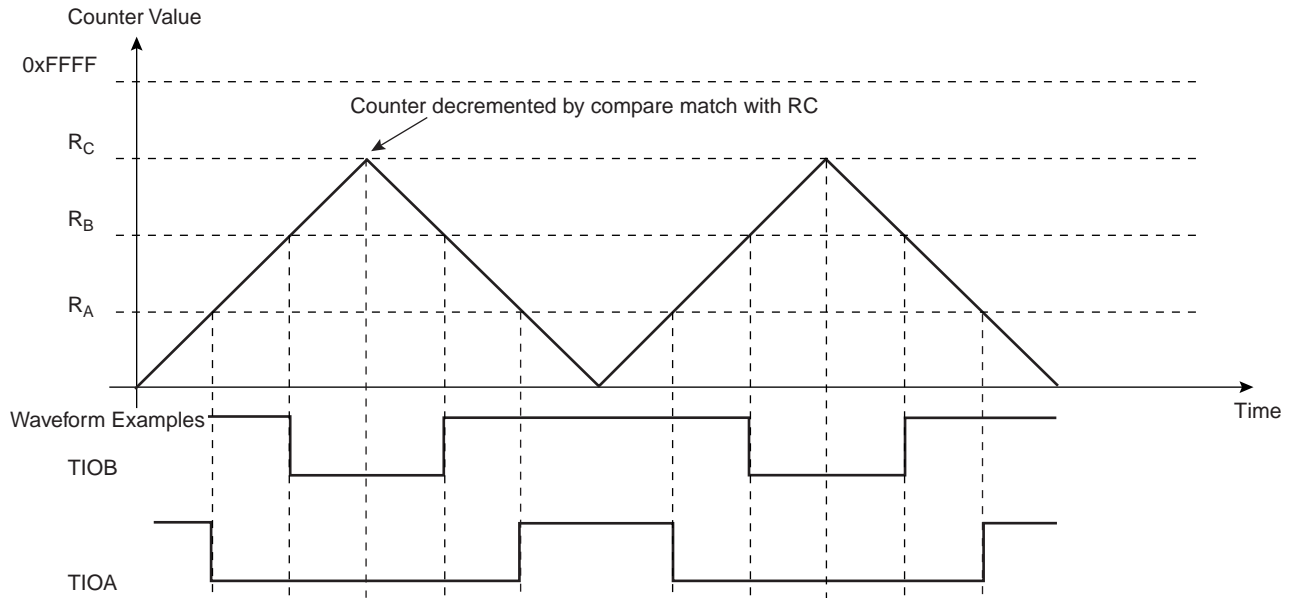 Counter Value
0xFFFF
Counter decremented by compare match with RC
RC
RB
RA
Time
Waveform Examples
TIOB
TIOA